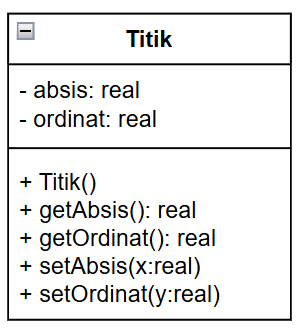 Titik
- absis: real
- ordinat: real
+ Titik()
+ getAbsis(): real
+ getOrdinat(): real
+ setAbsis(x:real)
+ setOrdinat(y:real)